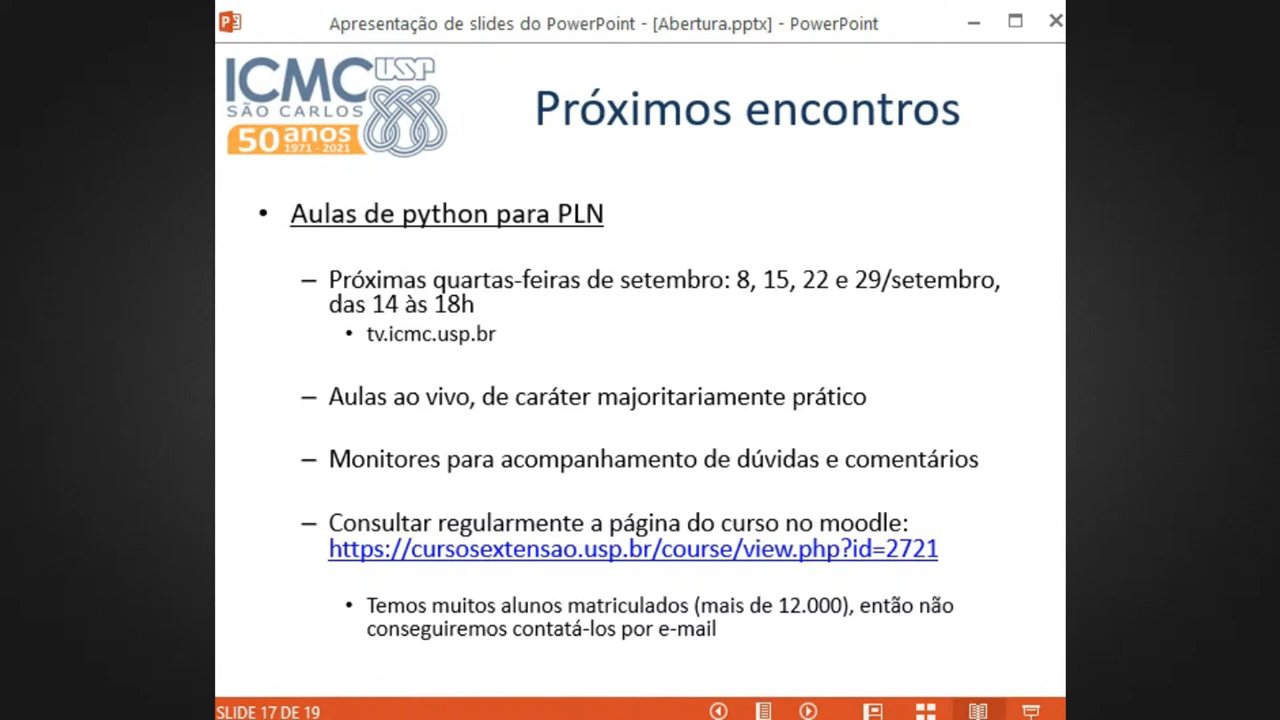 Apresentação de slides do PowerPoint - [Abertura.pptx] - PowerPoint
ICMC USP
SÃO CARLOS
50 anos
1971 - 2021
Próximos encontros
• Aulas de python para PLN
– Próximas quartas-feiras de setembro: 8, 15, 22 e 29/setembro,
das 14 às 18h
• tv.icmc.usp.br
– Aulas ao vivo, de caráter majoritariamente prático
– Monitores para acompanhamento de dúvidas e comentários
– Consultar regularmente a página do curso no moodle:
https://cursosextensao.usp.br/course/view.php?id=2721
• Temos muitos alunos matriculados (mais de 12.000), então não
conseguiremos contatá-los por e-mail
SLIDE 17 DE 19